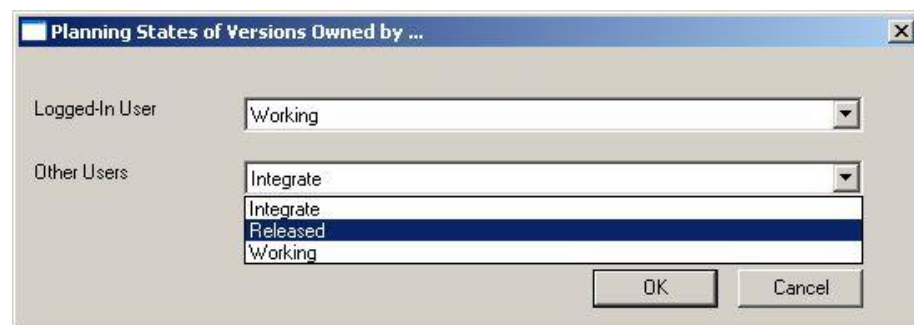 Planning States of Versions Owned by ...
Logged-In User
Working
Other Users
Integrate
Integrate
Released
Working
OK
Cancel